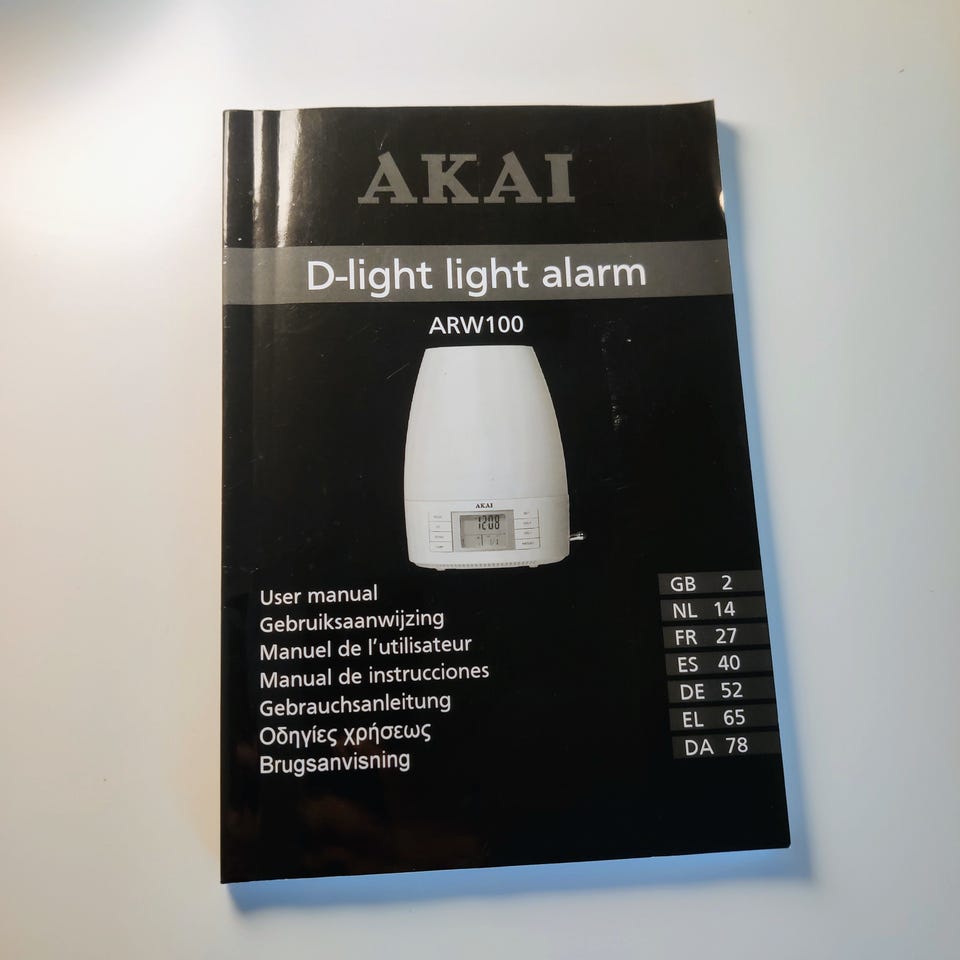 AKAI
D-light light alarm
ARW100
AKAI
1208
User manual GB 2
Gebruiksaanwijzing NL 14
Manuel de l'utilisateur FR 27
Manual de instrucciones ES 40
Gebrauchsanleitung DE 52
Οδηγίες χρήσεως EL 65
Brugsanvisning DA 78